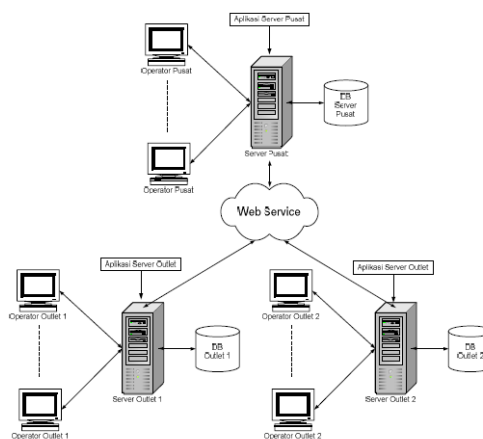 Aplikasi Server Pusat
Operator Pusat
DB
Server
Pusat
Operator Pusat
Server Pusat
Web Service
Aplikasi Server Outlet
Aplikasi Server Outlet
Operator Outlet 1
DB
Outlet 1
Operator Outlet 2
DB
Outlet 2
Operator Outlet 1
Server Outlet 1
Operator Outlet 2
Server Outlet 2